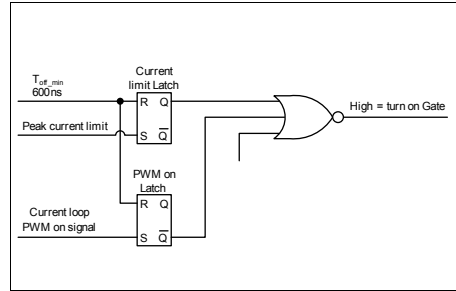 T off_min
600ns
Current
limit Latch
R Q
High = turn on Gate
Peak current limit
S Q
PWM on
Latch
R Q
Current loop
PWM on signal
S Q